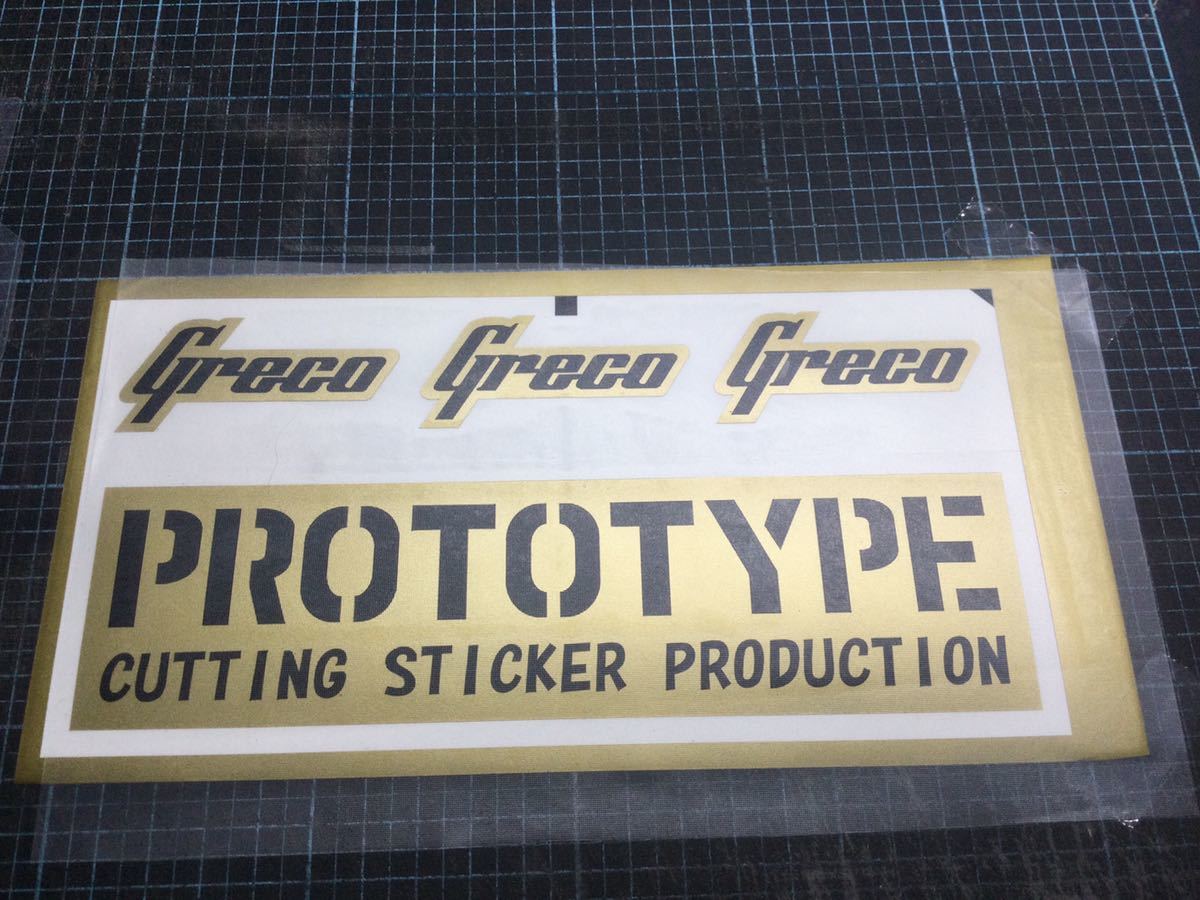 Greco Greco Greco
PROTOTYPE
CUTTING STICKER PRODUCTION